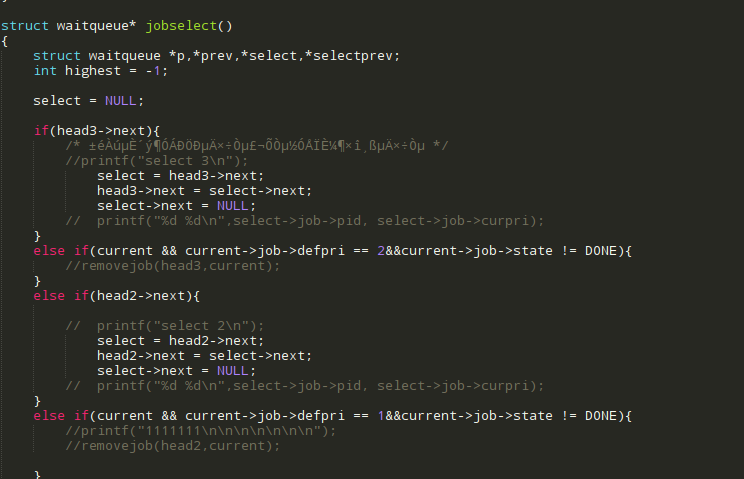 struct waitqueue* jobselect()
{
    struct waitqueue *p,*prev,*select,*selectprev;
    int highest = -1;

    select = NULL;

    if(head3->next){
        /* ±éÀúµÈ´ý¶ÓÁÐÖÐµÄ×÷Òµ£¬ÕÒµ½ÓÅÏÈ¼¶×î¸ßµÄ×÷Òµ */
        //printf("select 3\n");
            select = head3->next;
            head3->next = select->next;
            select->next = NULL;
        //  printf("%d %d\n",select->job->pid, select->job->curpri);
    }
    else if(current && current->job->defpri == 2&&current->job->state != DONE){
        //removejob(head3,current);
    }
    else if(head2->next){

        //  printf("select 2\n");
            select = head2->next;
            head2->next = select->next;
            select->next = NULL;
        //  printf("%d %d\n",select->job->pid, select->job->curpri);
    }
    else if(current && current->job->defpri == 1&&current->job->state != DONE){
        //printf("1111111\n\n\n\n\n\n\n");
        //removejob(head2,current);

    }